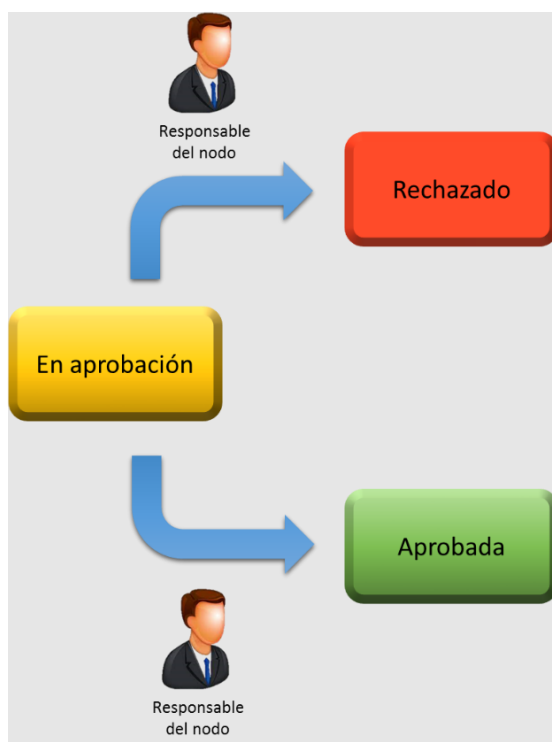 Responsable
del nodo
Rechazado
En aprobación
Aprobada
Responsable
del nodo